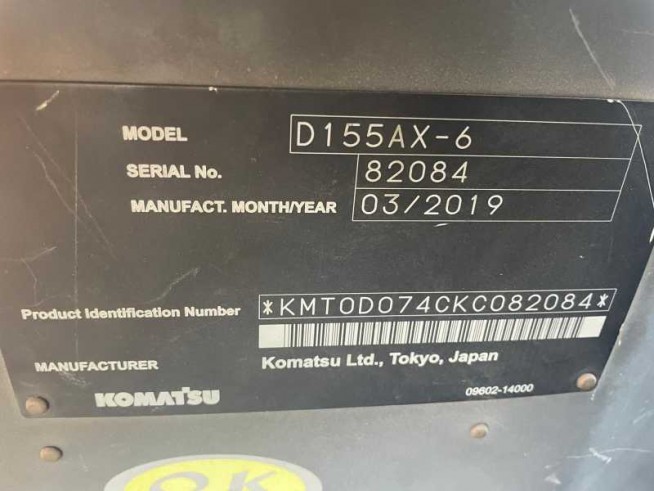 MODEL D155AX-6
SERIAL No. 82084
MANUFACT. MONTH/YEAR 03/2019
Product Identification Number *KMT0D074CKC082084*
MANUFACTURER Komatsu Ltd., Tokyo, Japan
KOMATSU 09602-14000
OK